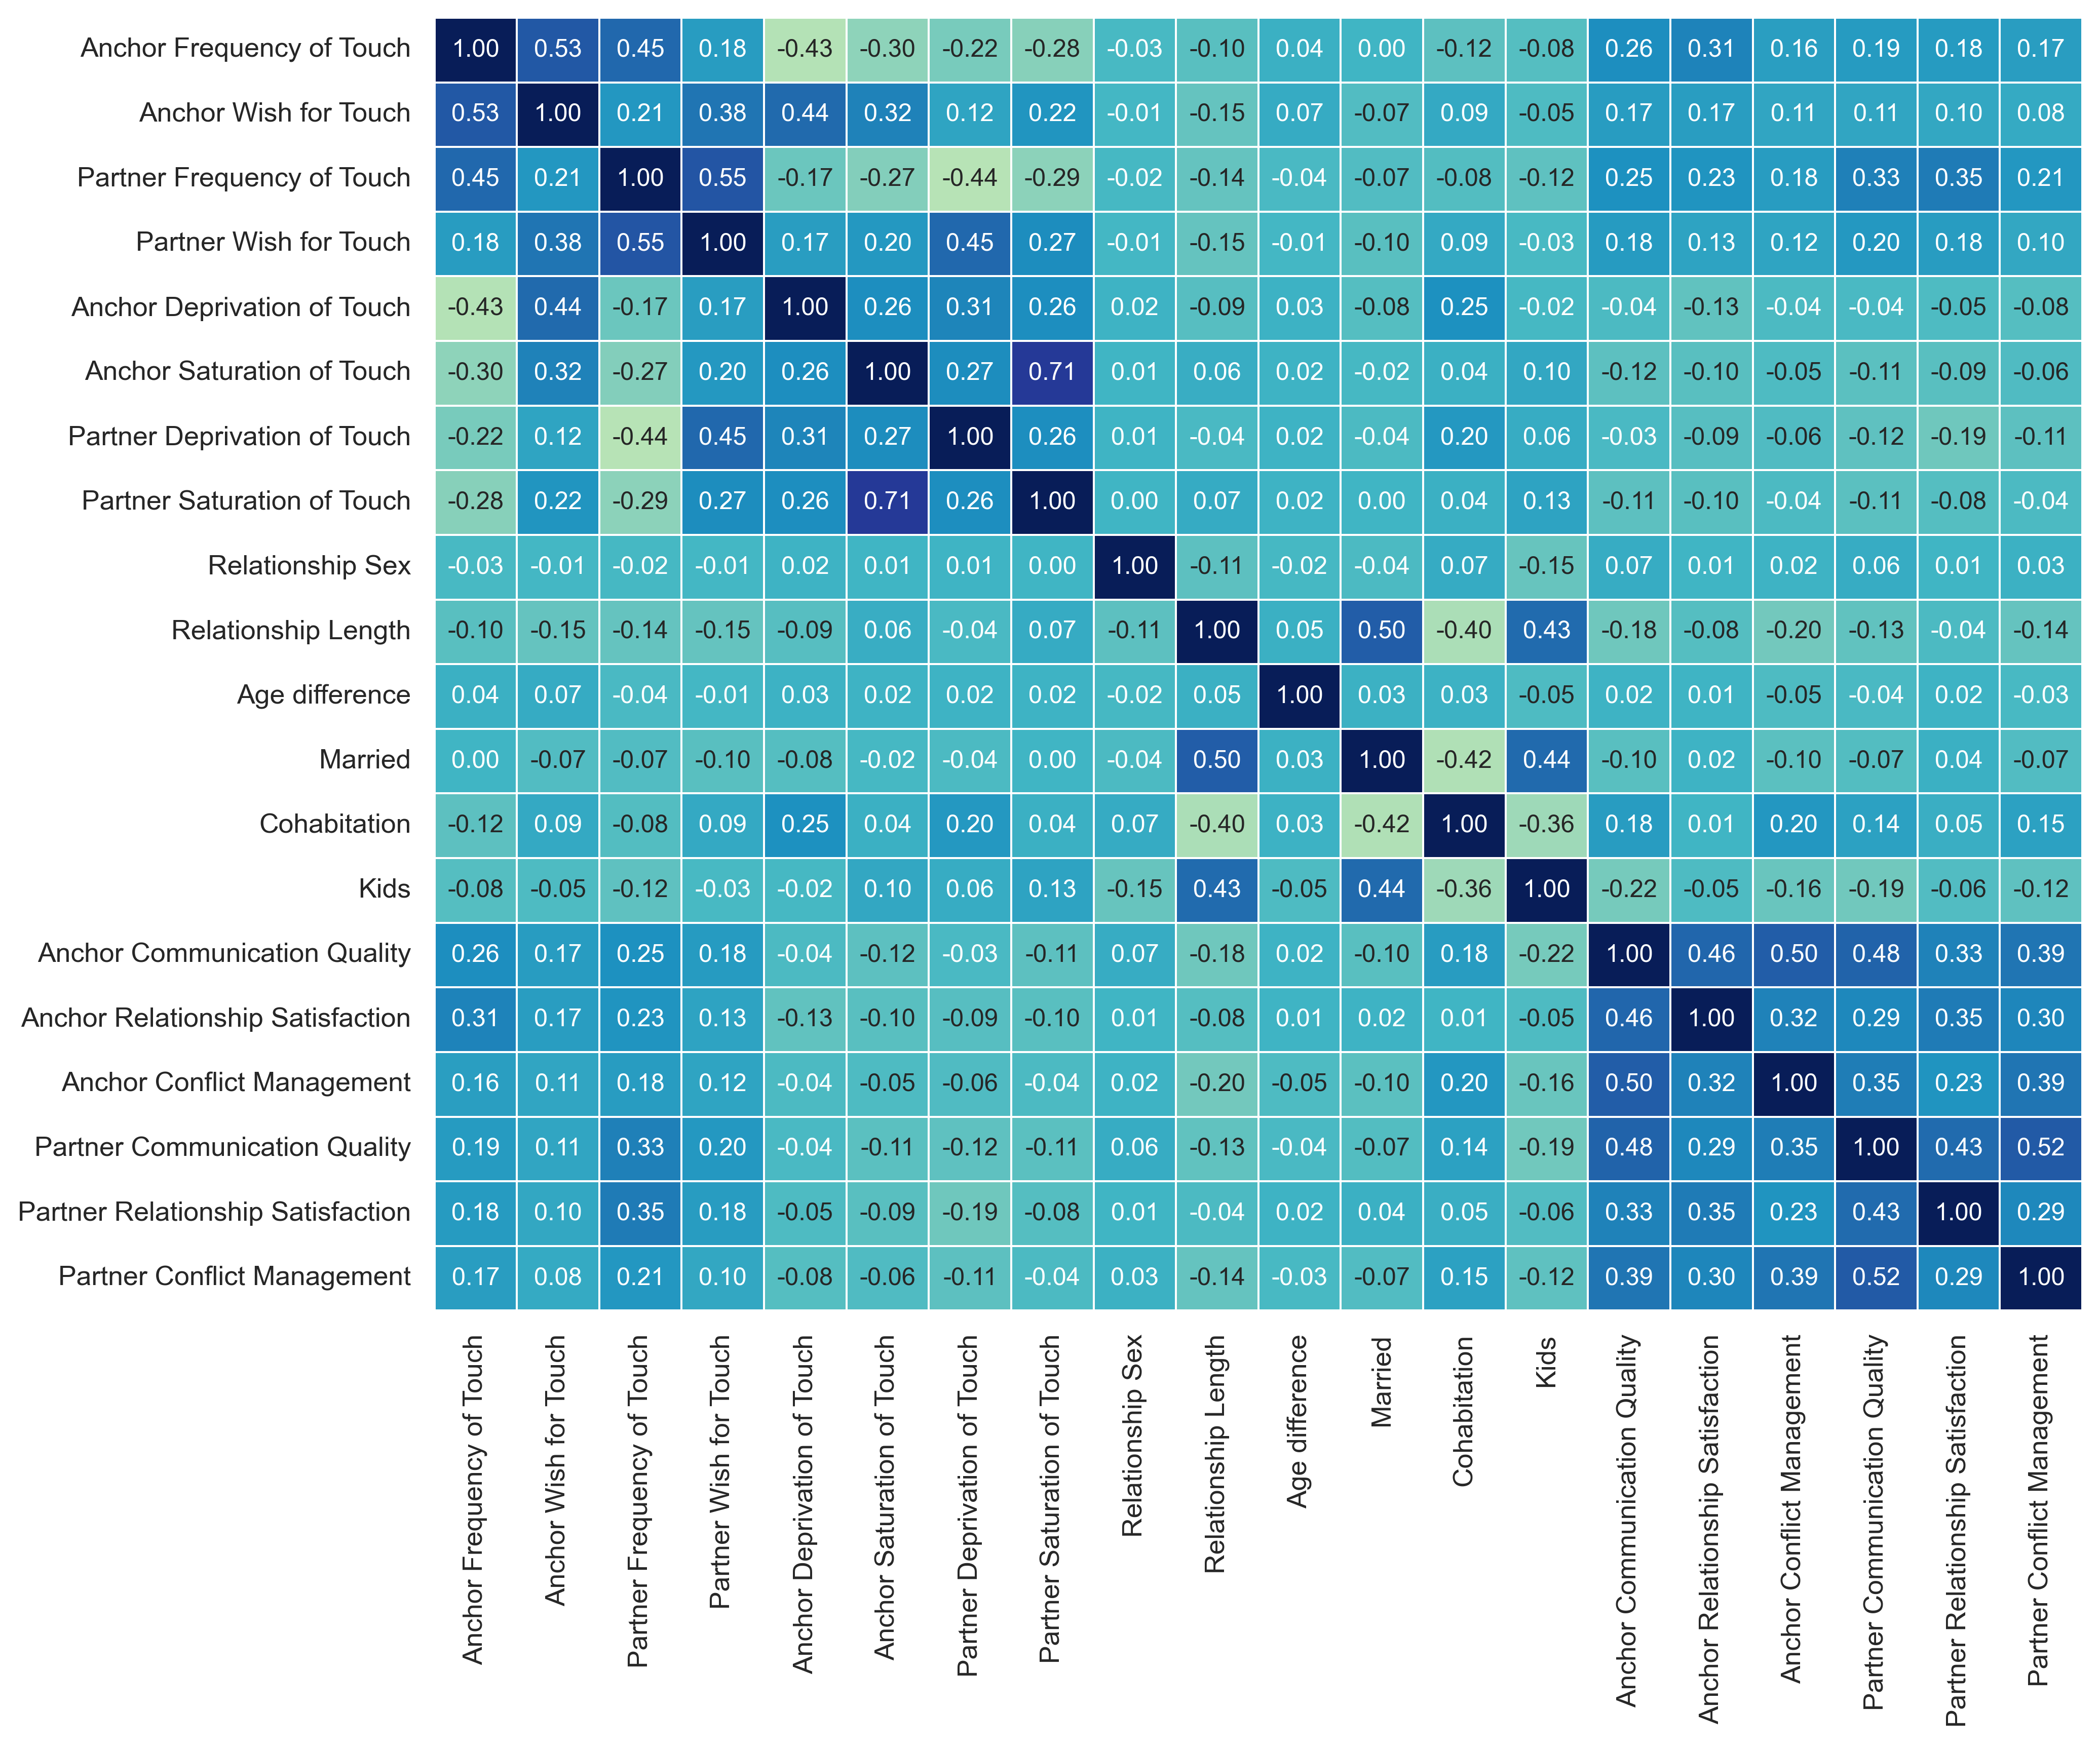 Anchor Frequency of Touch 1.00 0.53 0.45 0.18 -0.43 -0.30 -0.22 -0.28 -0.03 -0.10 0.04 0.00 -0.12 -0.08 0.26 0.31 0.16 0.19 0.18 0.17
Anchor Wish for Touch 0.53 1.00 0.21 0.38 0.44 0.32 0.12 0.22 -0.01 -0.15 0.07 -0.07 0.09 -0.05 0.17 0.17 0.11 0.11 0.10 0.08
Partner Frequency of Touch 0.45 0.21 1.00 0.55 -0.17 -0.27 -0.44 -0.29 -0.02 -0.14 -0.04 -0.07 -0.08 -0.12 0.25 0.23 0.18 0.33 0.35 0.21
Partner Wish for Touch 0.18 0.38 0.55 1.00 0.17 0.20 0.45 0.27 -0.01 -0.15 -0.01 -0.10 0.09 -0.03 0.18 0.13 0.12 0.20 0.18 0.10
Anchor Deprivation of Touch -0.43 0.44 -0.17 0.17 1.00 0.26 0.31 0.26 0.02 -0.09 0.03 -0.08 0.25 -0.02 -0.04 -0.13 -0.04 -0.04 -0.05 -0.08
Anchor Saturation of Touch -0.30 0.32 -0.27 0.20 0.26 1.00 0.27 0.71 0.01 0.06 0.02 -0.02 0.04 0.10 -0.12 -0.10 -0.05 -0.11 -0.09 -0.06
Partner Deprivation of Touch -0.22 0.12 -0.44 0.45 0.31 0.27 1.00 0.26 0.01 -0.04 0.02 -0.04 0.20 0.06 -0.03 -0.09 -0.06 -0.12 -0.19 -0.11
Partner Saturation of Touch -0.28 0.22 -0.29 0.27 0.26 0.71 0.26 1.00 0.00 0.07 0.02 0.00 0.04 0.13 -0.11 -0.10 -0.04 -0.11 -0.08 -0.04
Relationship Sex -0.03 -0.01 -0.02 -0.01 0.02 0.01 0.01 0.00 1.00 -0.11 -0.02 -0.04 0.07 -0.15 0.07 0.01 0.02 0.06 0.01 0.03
Relationship Length -0.10 -0.15 -0.14 -0.15 -0.09 0.06 -0.04 0.07 -0.11 1.00 0.05 0.50 -0.40 0.43 -0.18 -0.08 -0.20 -0.13 -0.04 -0.14
Age difference 0.04 0.07 -0.04 -0.01 0.03 0.02 0.02 0.02 -0.02 0.05 1.00 0.03 0.03 -0.05 0.02 0.01 -0.05 -0.04 0.02 -0.03
Married 0.00 -0.07 -0.07 -0.10 -0.08 -0.02 -0.04 0.00 -0.04 0.50 0.03 1.00 -0.42 0.44 -0.10 0.02 -0.10 -0.07 0.04 -0.07
Cohabitation -0.12 0.09 -0.08 0.09 0.25 0.04 0.20 0.04 0.07 -0.40 0.03 -0.42 1.00 -0.36 0.18 0.01 0.20 0.14 0.05 0.15
Kids -0.08 -0.05 -0.12 -0.03 -0.02 0.10 0.06 0.13 -0.15 0.43 -0.05 0.44 -0.36 1.00 -0.22 -0.05 -0.16 -0.19 -0.06 -0.12
Anchor Communication Quality 0.26 0.17 0.25 0.18 -0.04 -0.12 -0.03 -0.11 0.07 -0.18 0.02 -0.10 0.18 -0.22 1.00 0.46 0.50 0.48 0.33 0.39
Anchor Relationship Satisfaction 0.31 0.17 0.23 0.13 -0.13 -0.10 -0.09 -0.10 0.01 -0.08 0.01 0.02 0.01 -0.05 0.46 1.00 0.32 0.29 0.35 0.30
Anchor Conflict Management 0.16 0.11 0.18 0.12 -0.04 -0.05 -0.06 -0.04 0.02 -0.20 -0.05 -0.10 0.20 -0.16 0.50 0.32 1.00 0.35 0.23 0.39
Partner Communication Quality 0.19 0.11 0.33 0.20 -0.04 -0.11 -0.12 -0.11 0.06 -0.13 -0.04 -0.07 0.14 -0.19 0.48 0.29 0.35 1.00 0.43 0.52
Partner Relationship Satisfaction 0.18 0.10 0.35 0.18 -0.05 -0.09 -0.19 -0.08 0.01 -0.04 0.02 0.04 0.05 -0.06 0.33 0.35 0.23 0.43 1.00 0.29
Partner Conflict Management 0.17 0.08 0.21 0.10 -0.08 -0.06 -0.11 -0.04 0.03 -0.14 -0.03 -0.07 0.15 -0.12 0.39 0.30 0.39 0.52 0.29 1.00
Anchor Frequency of Touch
Anchor Wish for Touch
Partner Frequency of Touch
Partner Wish for Touch
Anchor Deprivation of Touch
Anchor Saturation of Touch
Partner Deprivation of Touch
Partner Saturation of Touch
Relationship Sex
Relationship Length
Age difference
Married
Cohabitation
Kids
Anchor Communication Quality
Anchor Relationship Satisfaction
Anchor Conflict Management
Partner Communication Quality
Partner Relationship Satisfaction
Partner Conflict Management